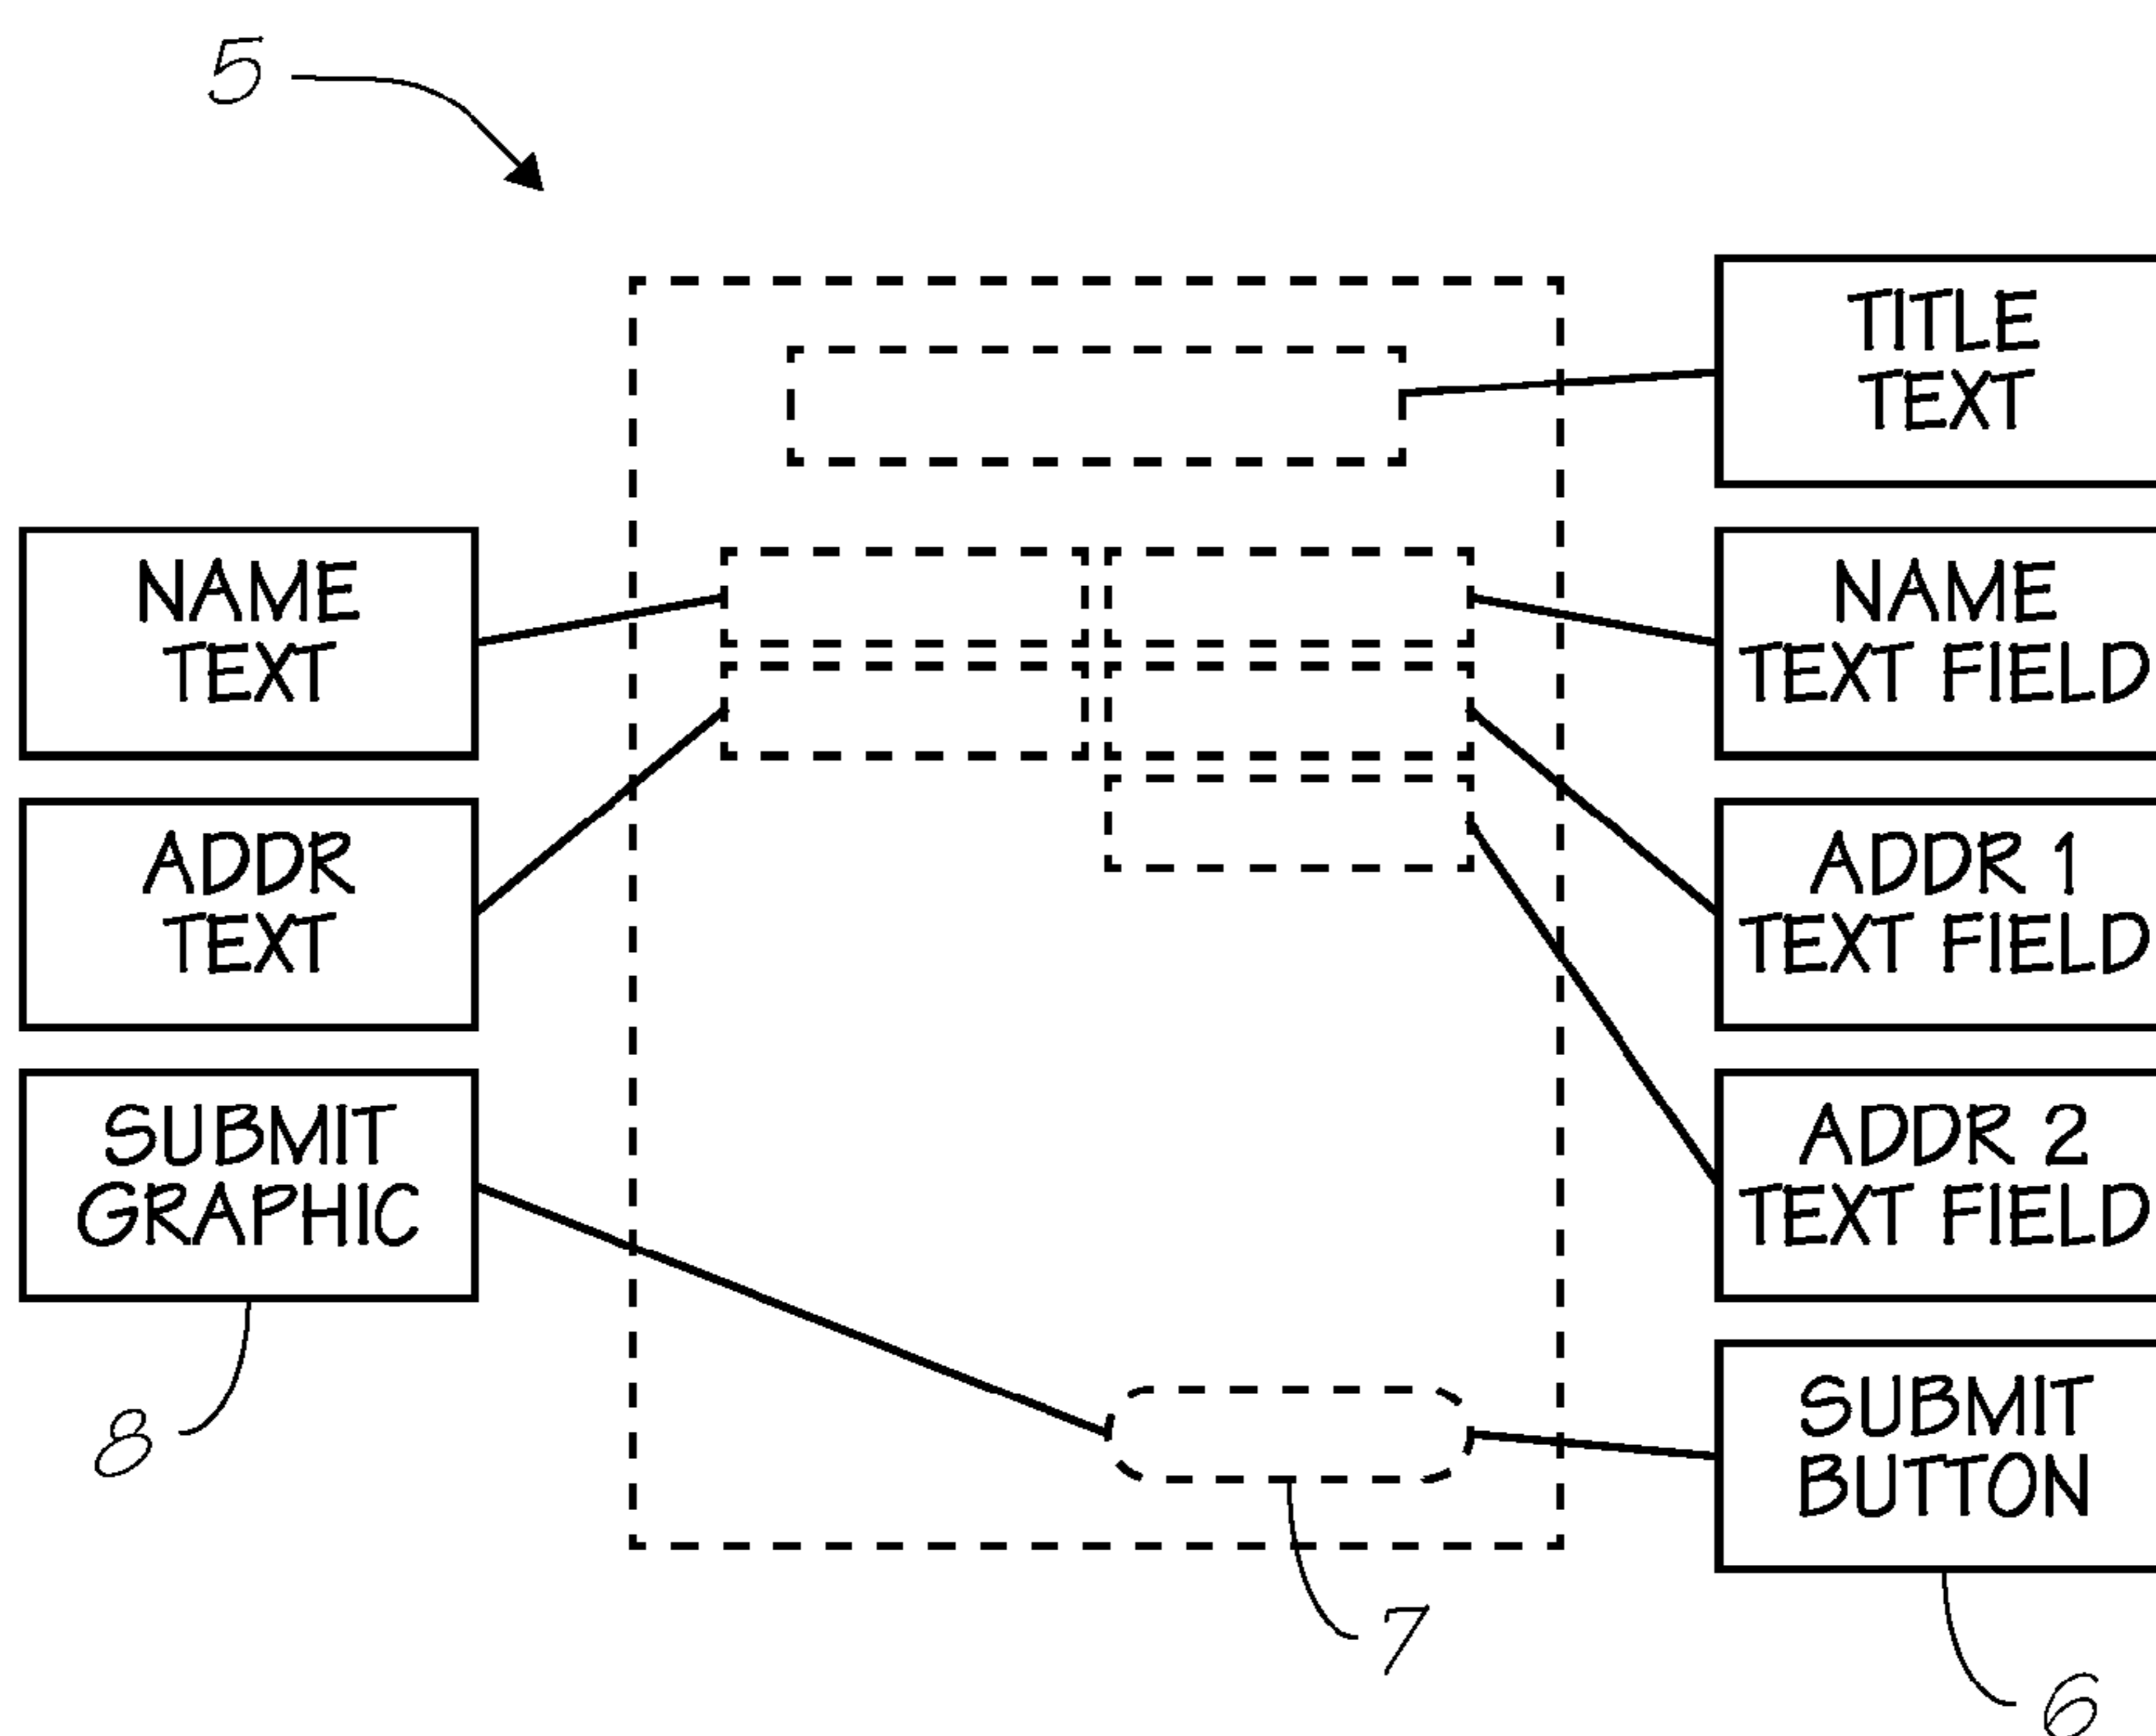 5
TITLE
TEXT
NAME
TEXT
NAME
TEXT FIELD
ADDR
TEXT
ADDR 1
TEXT FIELD
SUBMIT
GRAPHIC
ADDR 2
TEXT FIELD
SUBMIT
BUTTON
8
7
6